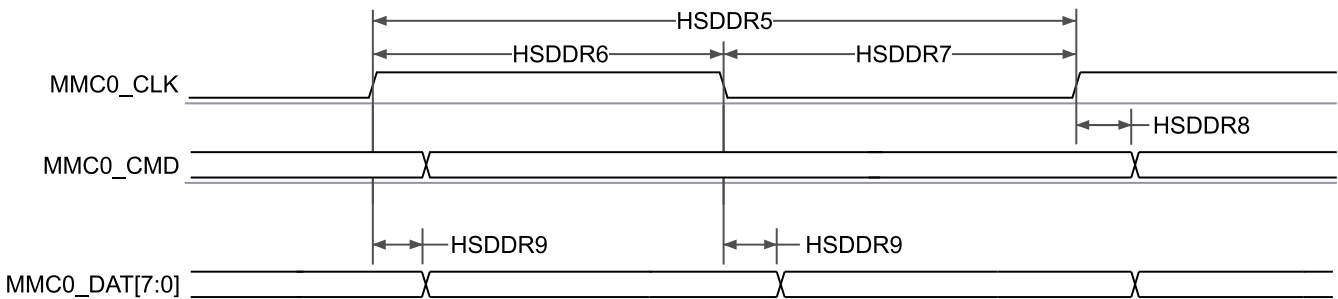 HSDDR5
HSDDR6 HSDDR7
MMC0_CLK
HSDDR8
MMC0_CMD
HSDDR9 HSDDR9
MMC0_DAT[7:0]